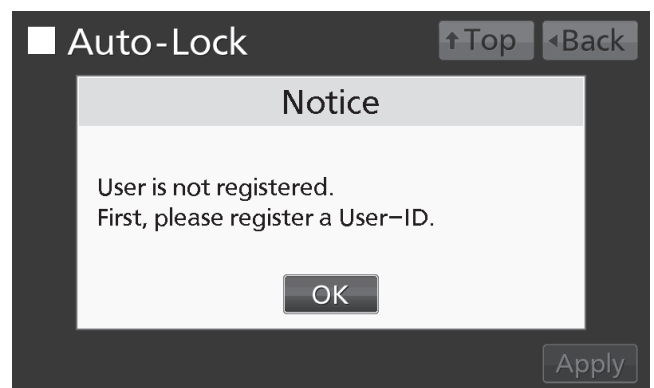 Auto-Lock
↑Top
◂Back
Notice
User is not registered.
First, please register a User-ID.
OK
Apply